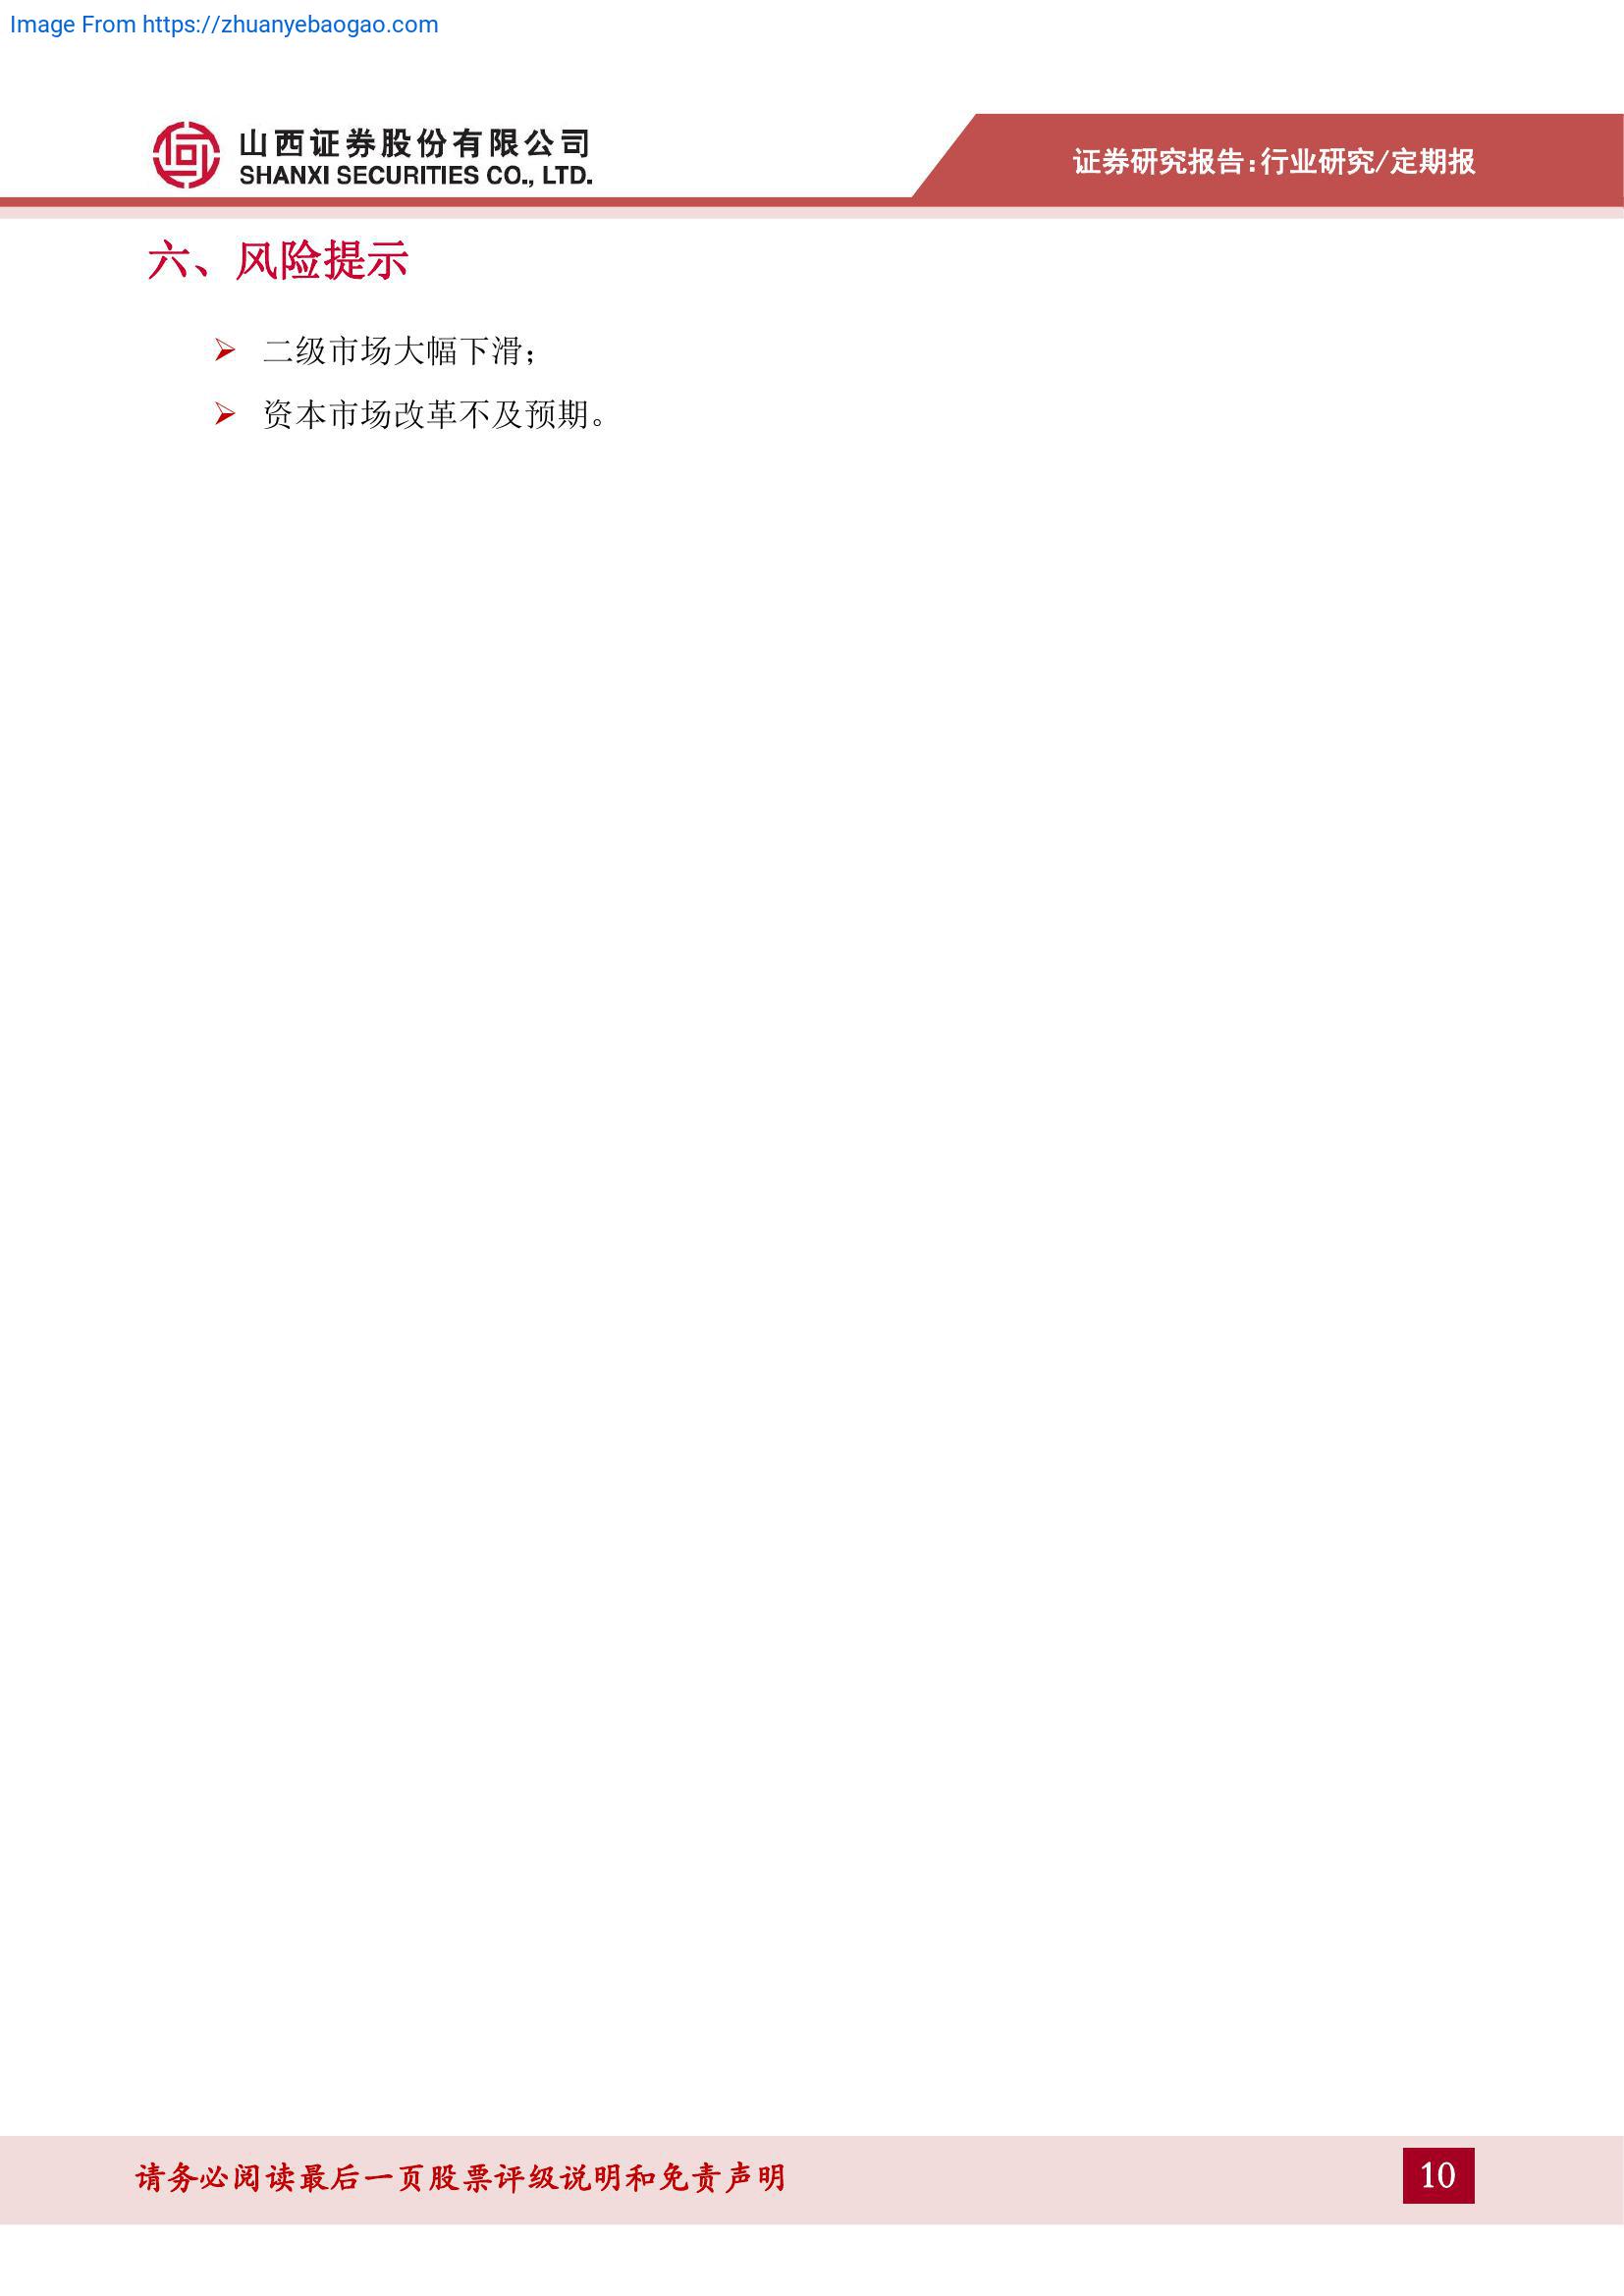 Image From https://zhuanyebaogao.com
山西证券股份有限公司
SHANXI SECURITIES CO., LTD.
证券研究报告:行业研究/定期报
六、风险提示
二级市场大幅下滑；
资本市场改革不及预期。
请务必阅读最后一页股票评级说明和免责声明
10